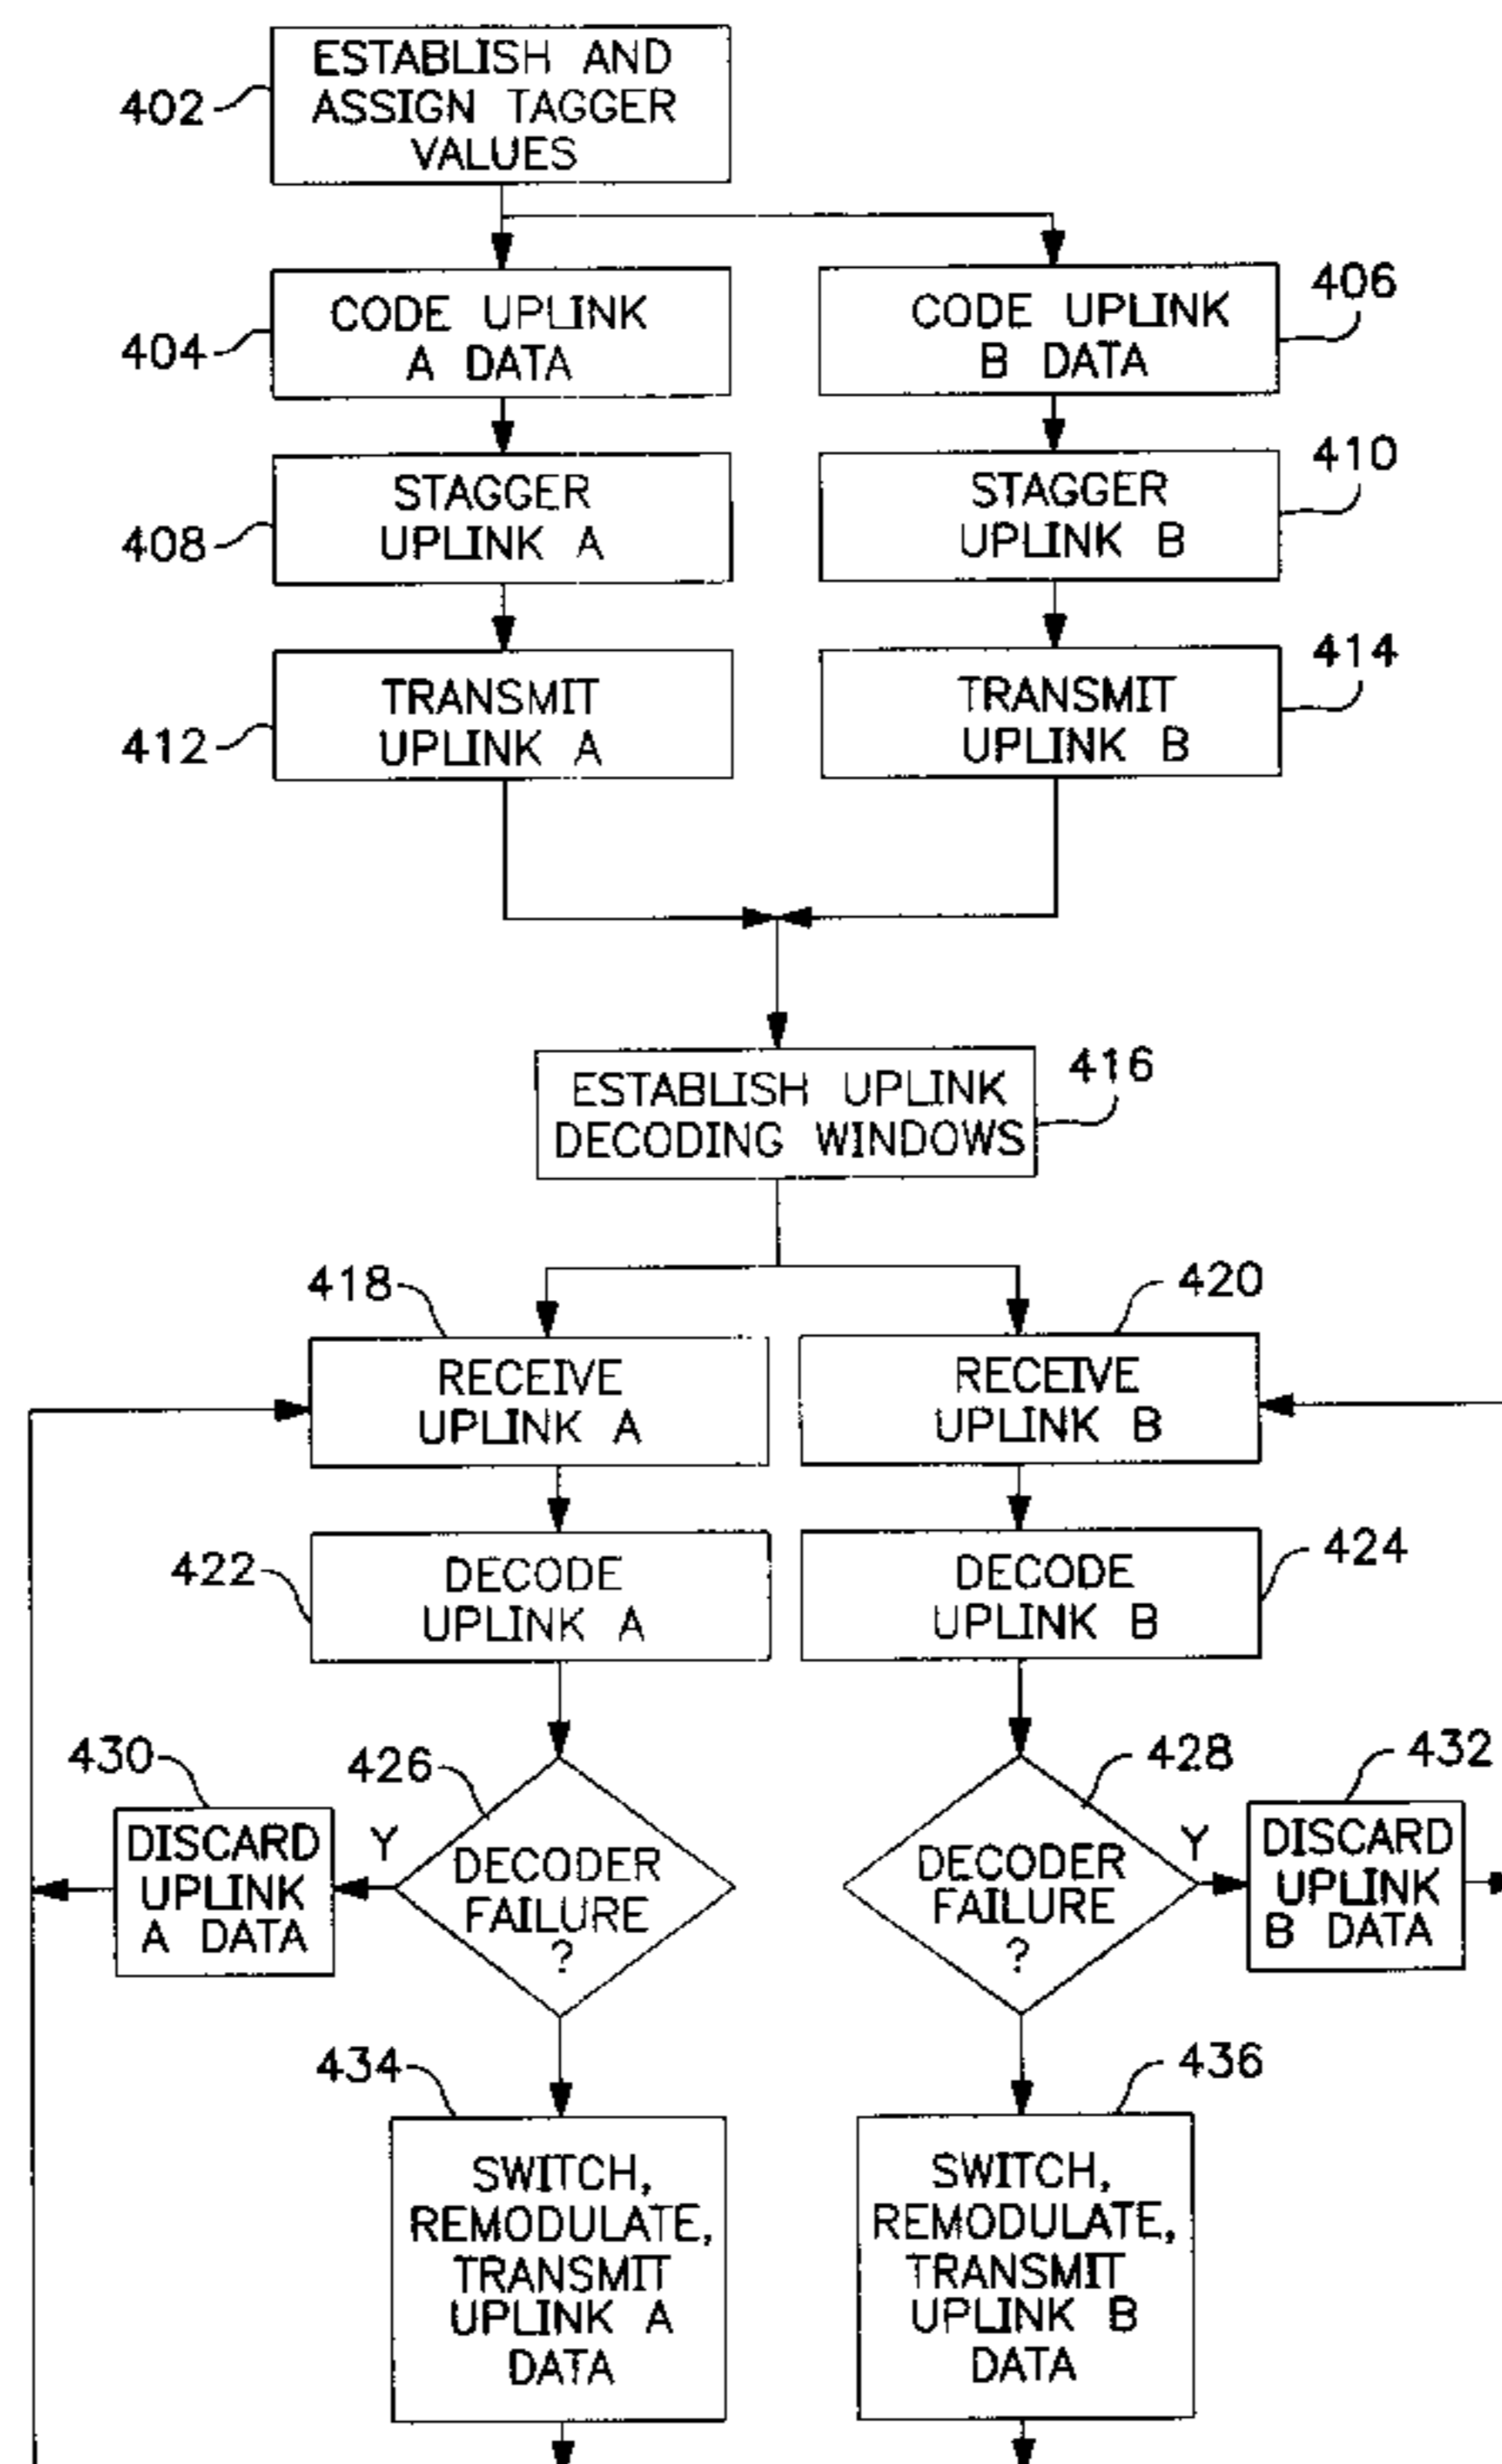 402
ESTABLISH AND
ASSIGN TAGGER
VALUES
404
CODE UPLINK
A DATA
CODE UPLINK
B DATA
406
408
STAGGER
UPLINK A
STAGGER
UPLINK B
410
412
TRANSMIT
UPLINK A
TRANSMIT
UPLINK B
414
ESTABLISH UPLINK
DECODING WINDOWS
416
418
RECEIVE
UPLINK A
420
RECEIVE
UPLINK B
422
DECODE
UPLINK A
DECODE
UPLINK B
424
430
DISCARD
UPLINK
A DATA
Y
426
DECODER
FAILURE
?
428
DECODER
FAILURE
?
Y
432
DISCARD
UPLINK
B DATA
434
SWITCH,
REMODULATE,
TRANSMIT
UPLINK A
DATA
436
SWITCH,
REMODULATE,
TRANSMIT
UPLINK B
DATA